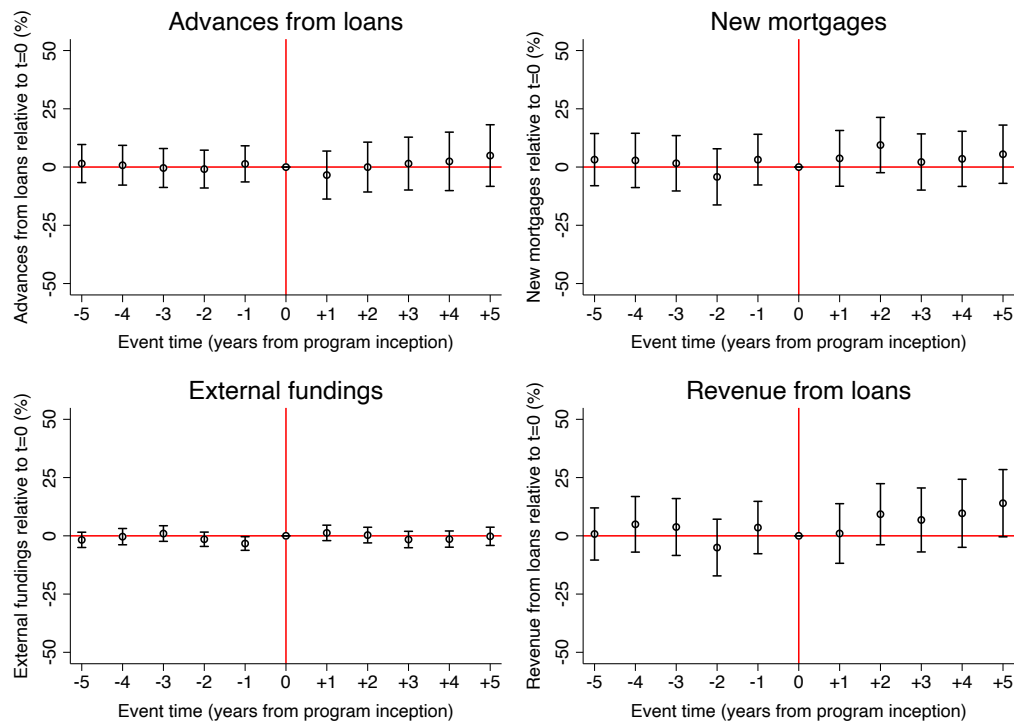 Advances from loans
Advances from loans relative to t=0 (%)
50
25
0
-25
-50
-5 -4 -3 -2 -1 0 +1 +2 +3 +4 +5
Event time (years from program inception)
New mortgages
New mortgages relative to t=0 (%)
50
25
0
-25
-50
-5 -4 -3 -2 -1 0 +1 +2 +3 +4 +5
Event time (years from program inception)
External fundings
External fundings relative to t=0 (%)
50
25
0
-25
-50
-5 -4 -3 -2 -1 0 +1 +2 +3 +4 +5
Event time (years from program inception)
Revenue from loans
Revenue from loans relative to t=0 (%)
50
25
0
-25
-50
-5 -4 -3 -2 -1 0 +1 +2 +3 +4 +5
Event time (years from program inception)